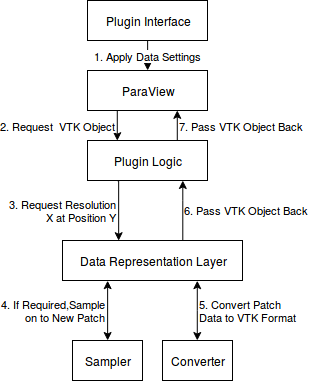 Plugin Interface
1. Apply Data Settings
ParaView
2. Request VTK Object
7. Pass VTK Object Back
Plugin Logic
3. Request Resolution
X at Position Y
6. Pass VTK Object Back
Data Representation Layer
4. If Required,Sample
on to New Patch
5. Convert Patch
Data to VTK Format
Sampler
Converter